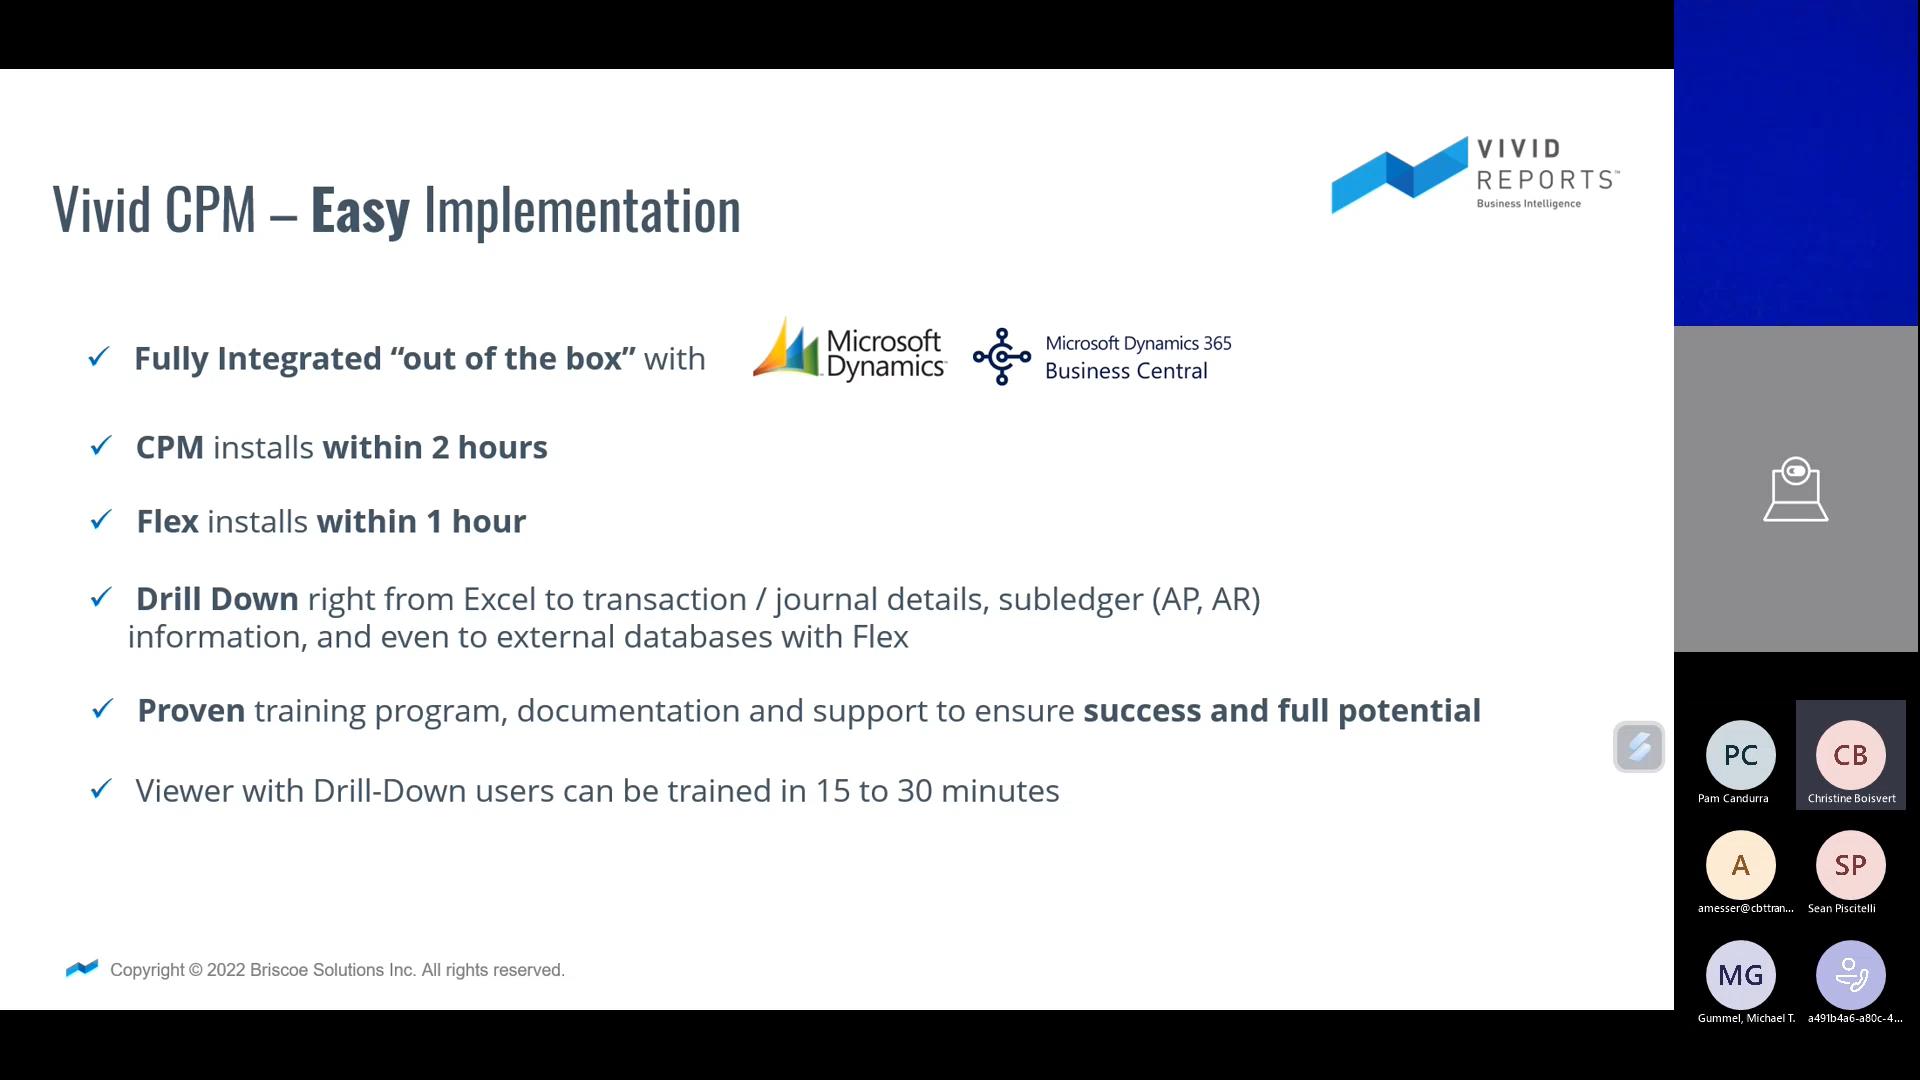 VIVID
REPORTS™
Business Intelligence
Vivid CPM – Easy Implementation
✓ Fully Integrated “out of the box” with
Microsoft
Dynamics
Microsoft Dynamics 365
Business Central
✓ CPM installs within 2 hours
✓ Flex installs within 1 hour
✓ Drill Down right from Excel to transaction / journal details, subledger (AP, AR)
information, and even to external databases with Flex
✓ Proven training program, documentation and support to ensure success and full potential
✓ Viewer with Drill-Down users can be trained in 15 to 30 minutes
Copyright © 2022 Briscoe Solutions Inc. All rights reserved.
PC
Pam Candurra
CB
Christine Boisvert
A
amesser@cbttran...
SP
Sean Piscitelli
MG
Gummel, Michael T.
a491b4a6-a80c-4...